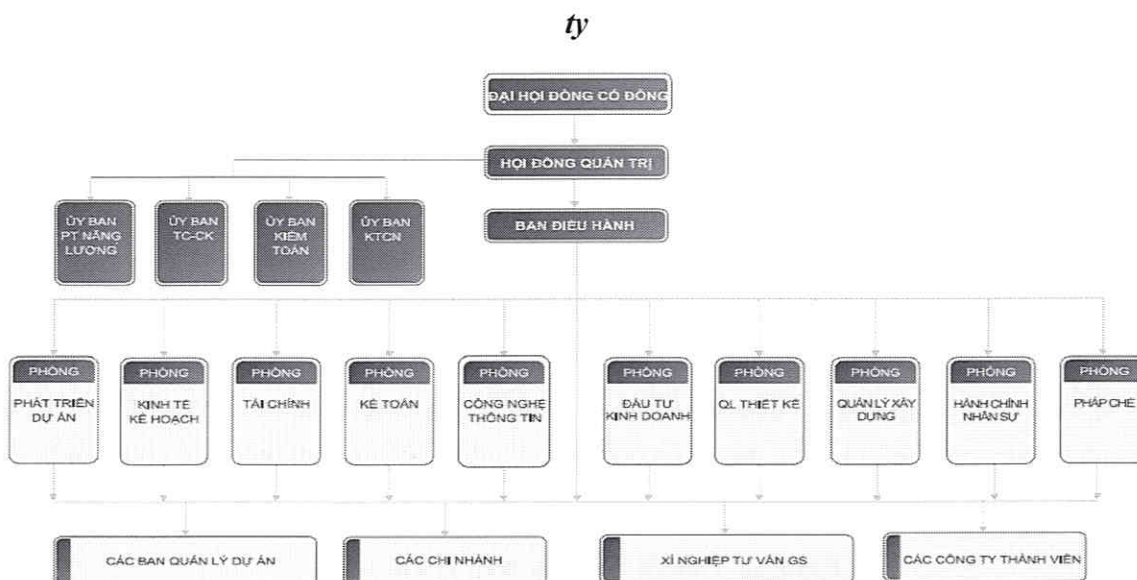 ty
ĐẠI HỘI ĐỒNG CỔ ĐÔNG
HỘI ĐỒNG QUẢN TRỊ
BAN ĐIỀU HÀNH
ỦY BAN
PT NĂNG
LƯỢNG
ỦY BAN
TC-CK
ỦY BAN
KIỂM
TOÁN
ỦY BAN
KTCN
PHÒNG
PHÁT TRIỂN
DỰ ÁN
PHÒNG
KINH TẾ
KẾ HOẠCH
PHÒNG
TÀI CHÍNH
PHÒNG
KẾ TOÁN
PHÒNG
CÔNG NGHỆ
THÔNG TIN
PHÒNG
ĐẦU TƯ
KINH DOANH
PHÒNG
QL THIẾT KẾ
PHÒNG
QUẢN LÝ XÂY
DỰNG
PHÒNG
HÀNH CHÍNH
NHÂN SỰ
PHÒNG
PHÁP CHẾ
CÁC BAN QUẢN LÝ DỰ ÁN
CÁC CHI NHÁNH
XÍ NGHIỆP TƯ VẤN GS
CÁC CÔNG TY THÀNH VIÊN